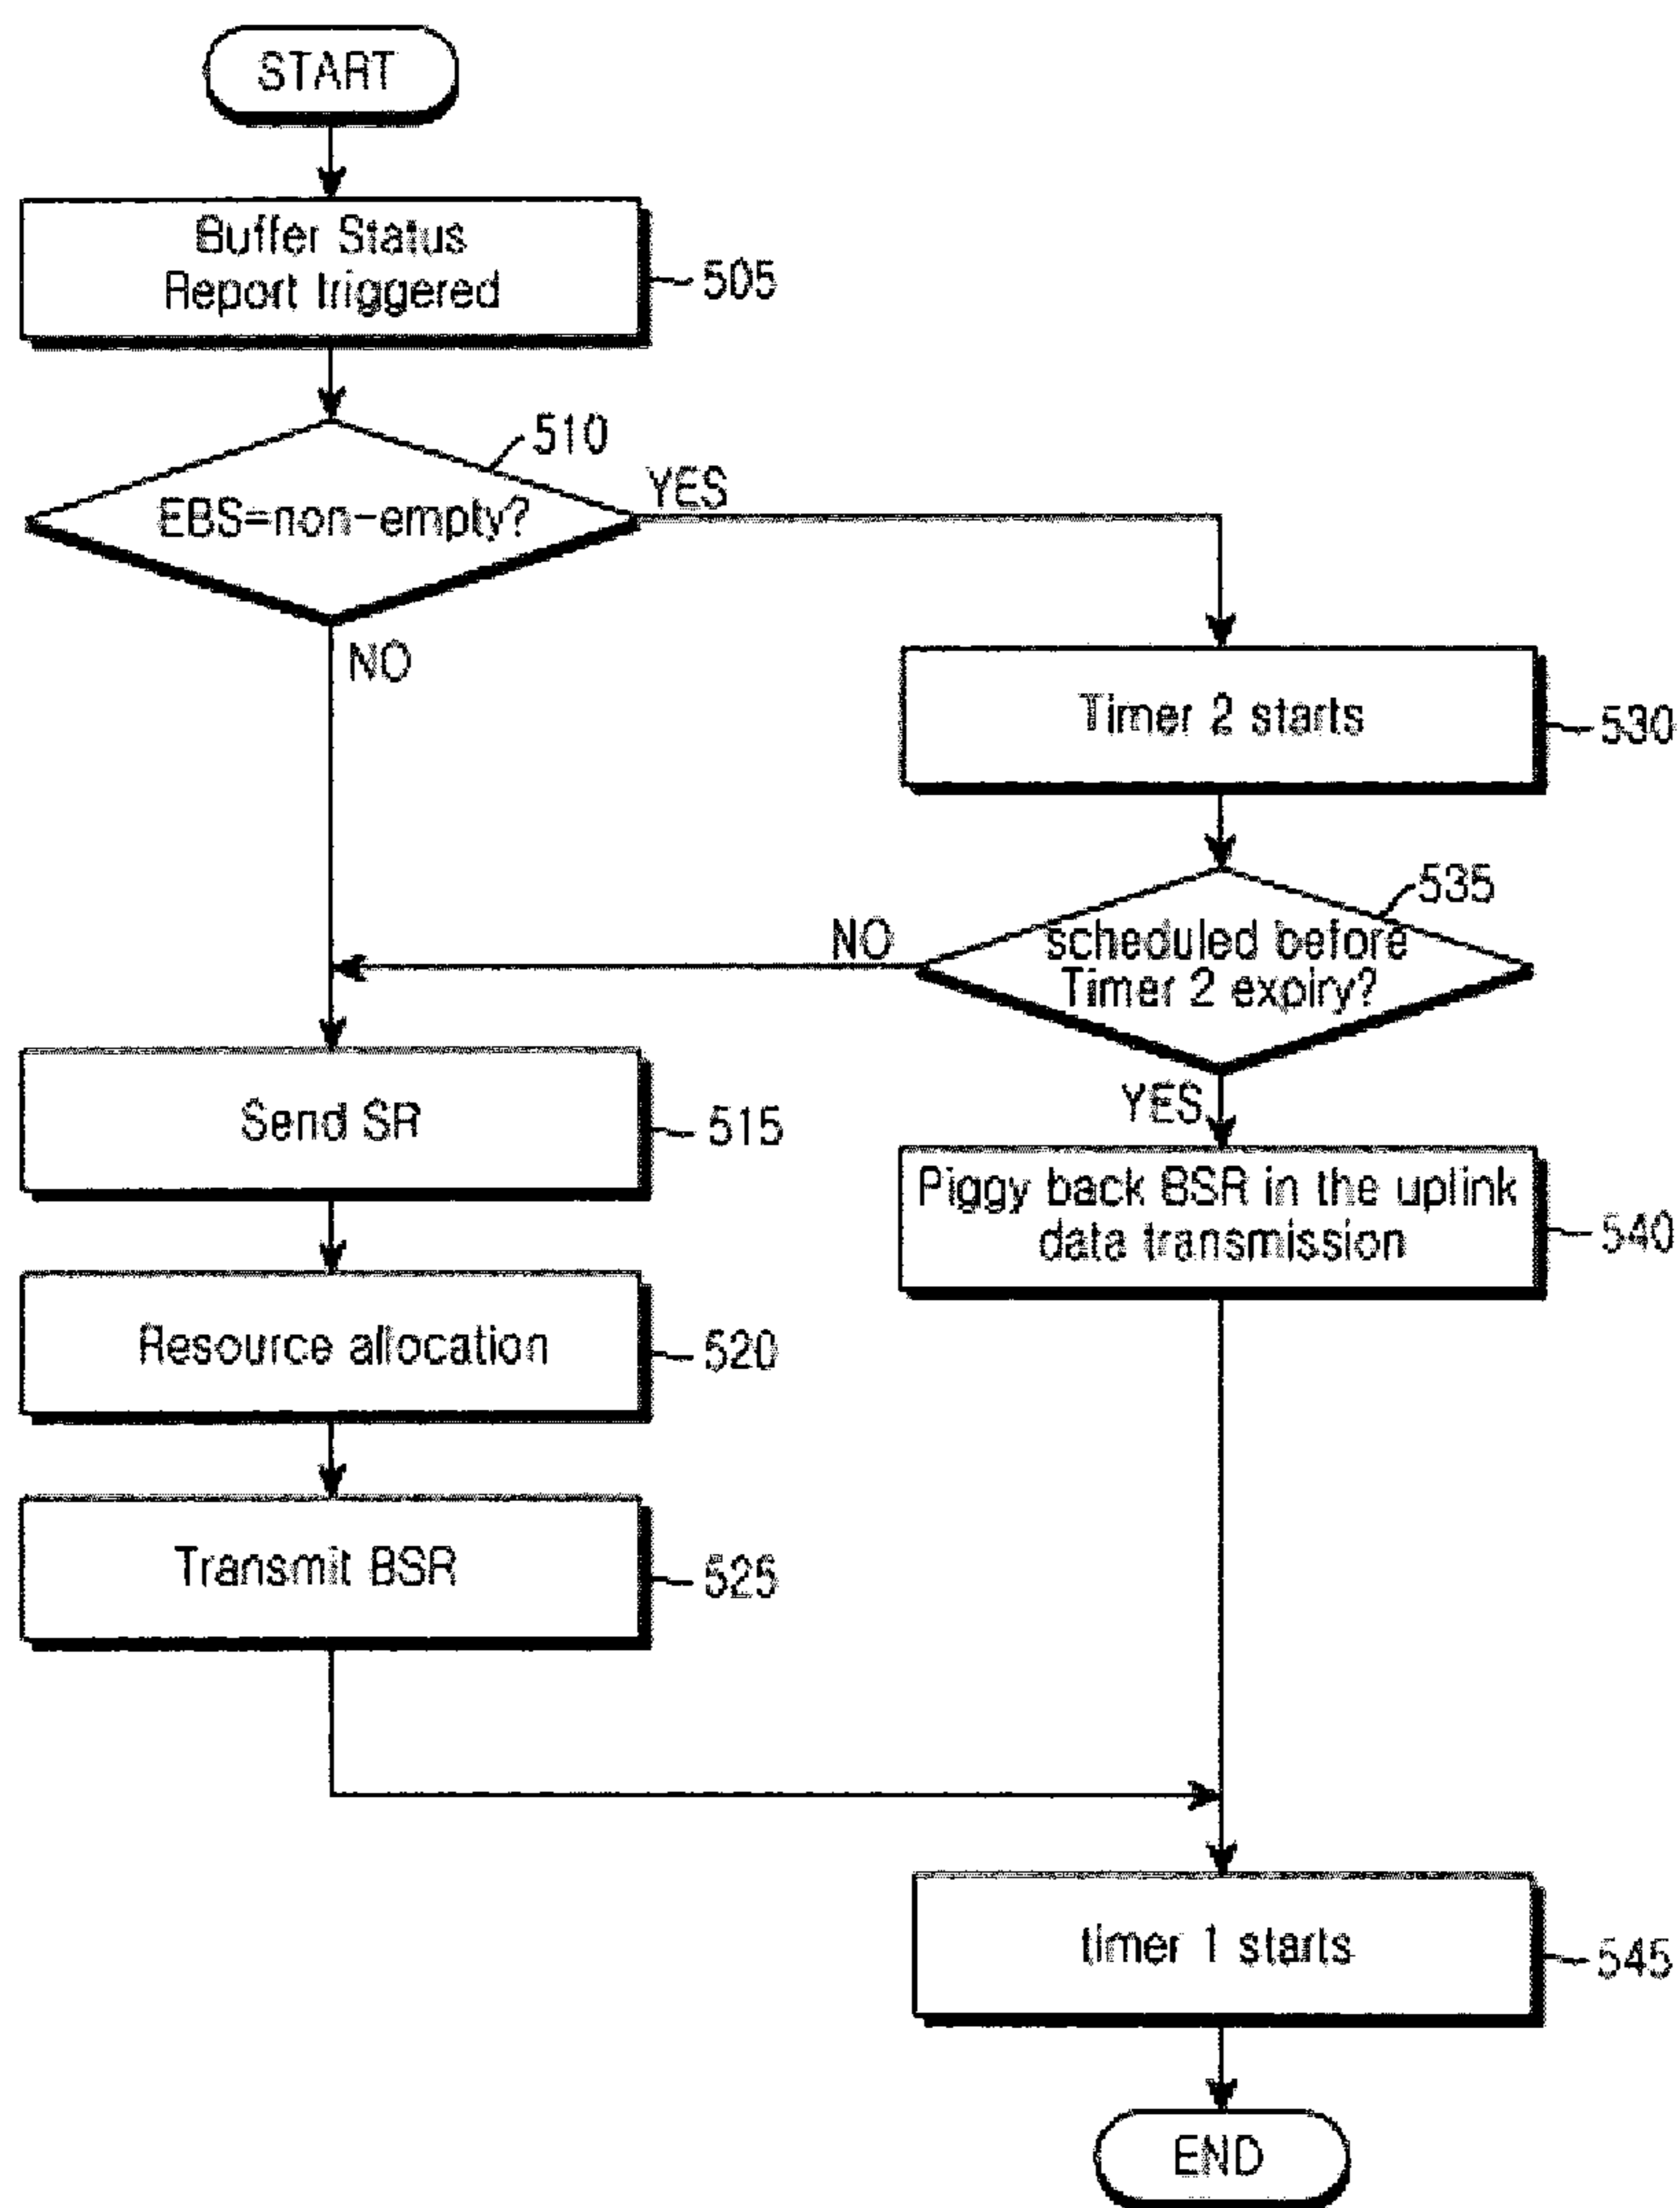 START
Buffer Status
Report triggered
505
510
EBS=non-empty?
YES
NO
Timer 2 starts
530
535
scheduled before
Timer 2 expiry?
NO
YES
Send SR
515
Piggy back BSR in the uplink
data transmission
540
Resource allocation
520
Transmit BSR
525
timer 1 starts
545
END